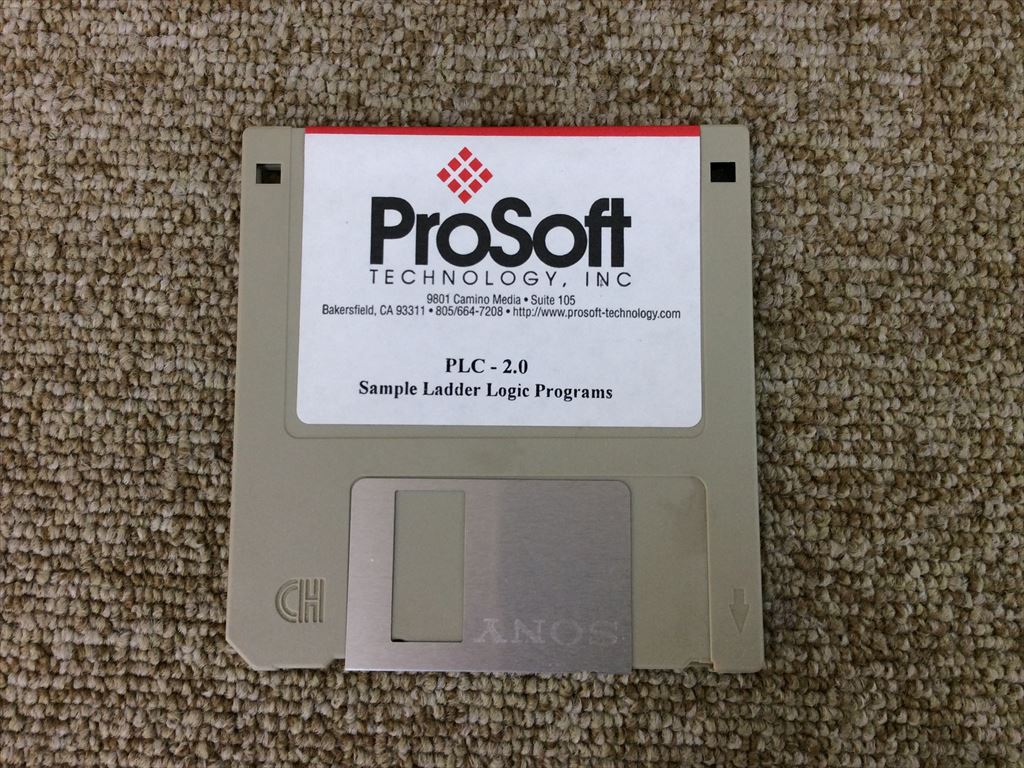 ProSoft
TECHNOLOGY, INC
9801 Camino Media • Suite 105
Bakersfield, CA 93311 • 805/664-7208 • http://www.prosoft-technology.com
PLC - 2.0
Sample Ladder Logic Programs
HD
SONY